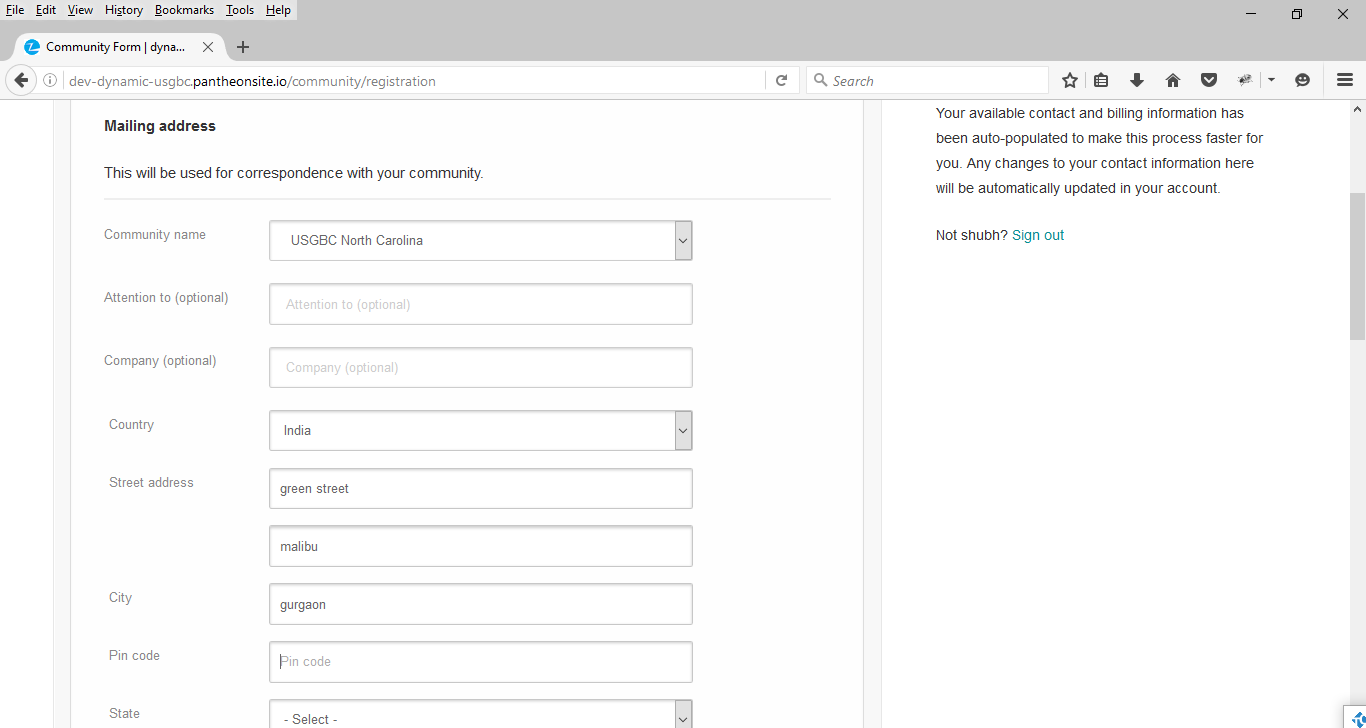 File Edit View History Bookmarks Tools Help
Community Form | dyna...
dev-dynamic-usgbc.pantheonsite.io/community/registration
Search
Mailing address
This will be used for correspondence with your community.
Community name
USGBC North Carolina
Attention to (optional)
Attention to (optional)
Company (optional)
Company (optional)
Country
India
Street address
green street
malibu
City
gurgaon
Pin code
Pin code
State
- Select -
Your available contact and billing information has
been auto-populated to make this process faster for
you. Any changes to your contact information here
will be automatically updated in your account.
Not shubh? Sign out